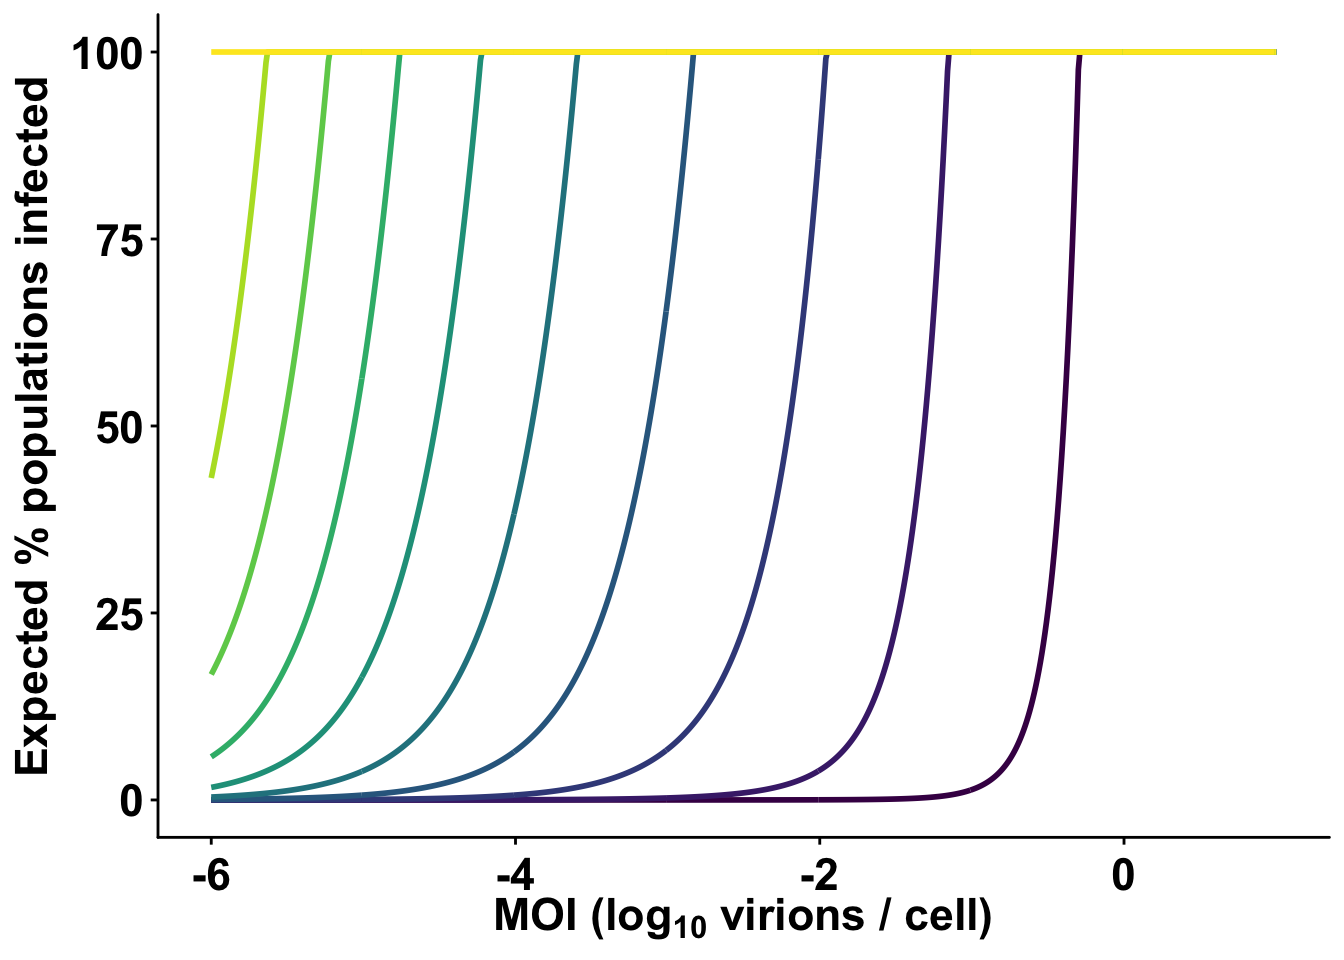 Expected % populations infected
100
75
50
25
0
-6 -4 -2 0
MOI (log₁₀ virions / cell)